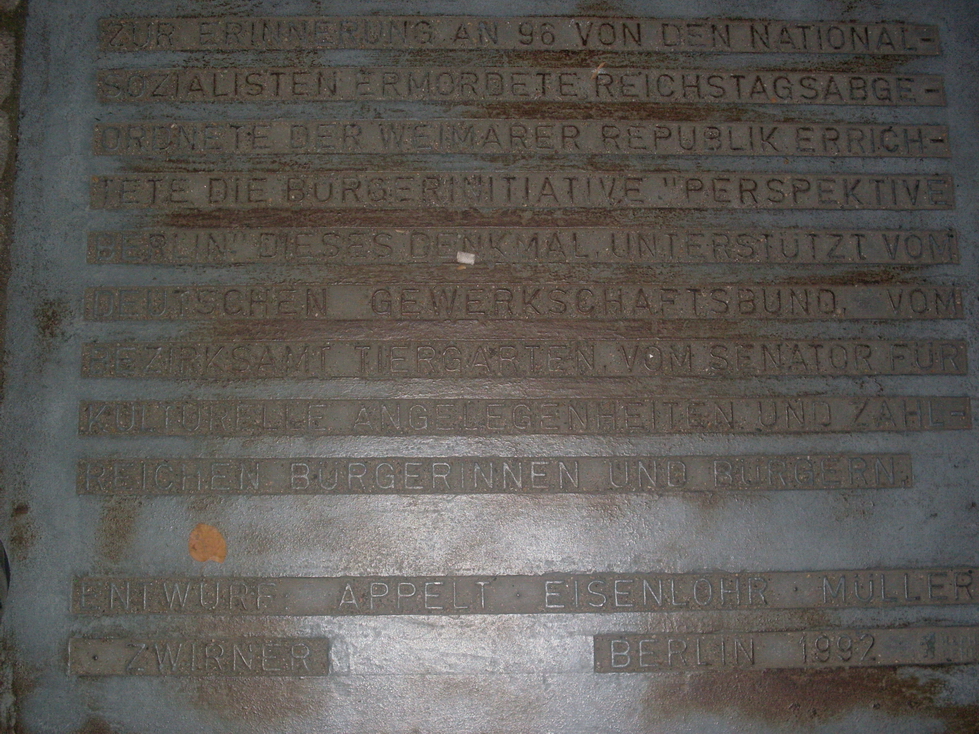 ZUR ERINNERUNG AN 96 VON DEN NATIONAL-
SOZIALISTEN ERMORDETE REICHSTAGSABGE-
ORDNETE DER WEIMARER REPUBLIK ERRICH-
TETE DIE BÜRGERINITIATIVE "PERSPEKTIVE
BERLIN" DIESES DENKMAL, UNTERSTÜTZT VOM
DEUTSCHEN GEWERKSCHAFTSBUND, VOM
BEZIRKSAMT TIERGARTEN, VOM SENATOR FÜR
KULTURELLE ANGELEGENHEITEN UND ZAHL-
REICHEN BÜRGERINNEN UND BÜRGERN.
ENTWURF: APPELT EISENLOHR MÜLLER
· ZWIRNER BERLIN 1992